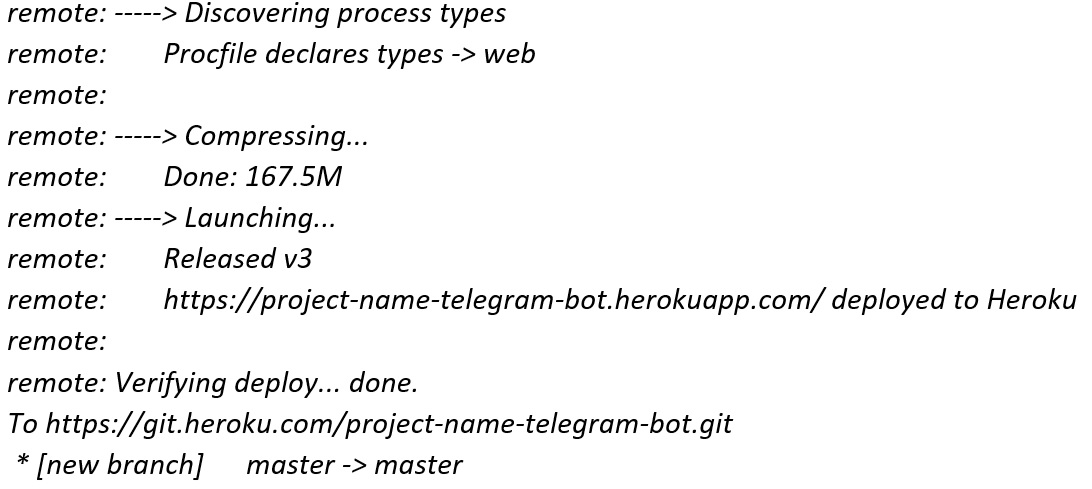 remote: -----> Discovering process types
remote:        Procfile declares types -> web
remote:
remote: -----> Compressing...
remote:        Done: 167.5M
remote: -----> Launching...
remote:        Released v3
remote:        https://project-name-telegram-bot.herokuapp.com/ deployed to Heroku
remote:
remote: Verifying deploy... done.
To https://git.heroku.com/project-name-telegram-bot.git
 * [new branch]      master -> master